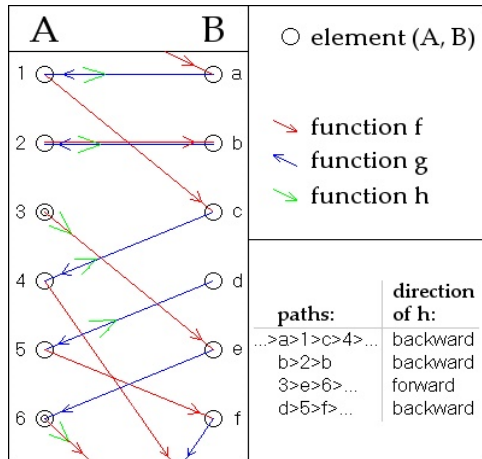 A B
1 a
2 b
3 c
4 d
5 e
6 f
element (A, B)
function f
function g
function h
paths: direction of h:
...>a>1>c>4>... backward
b>2>b backward
3>e>6>... forward
d>5>f>... backward